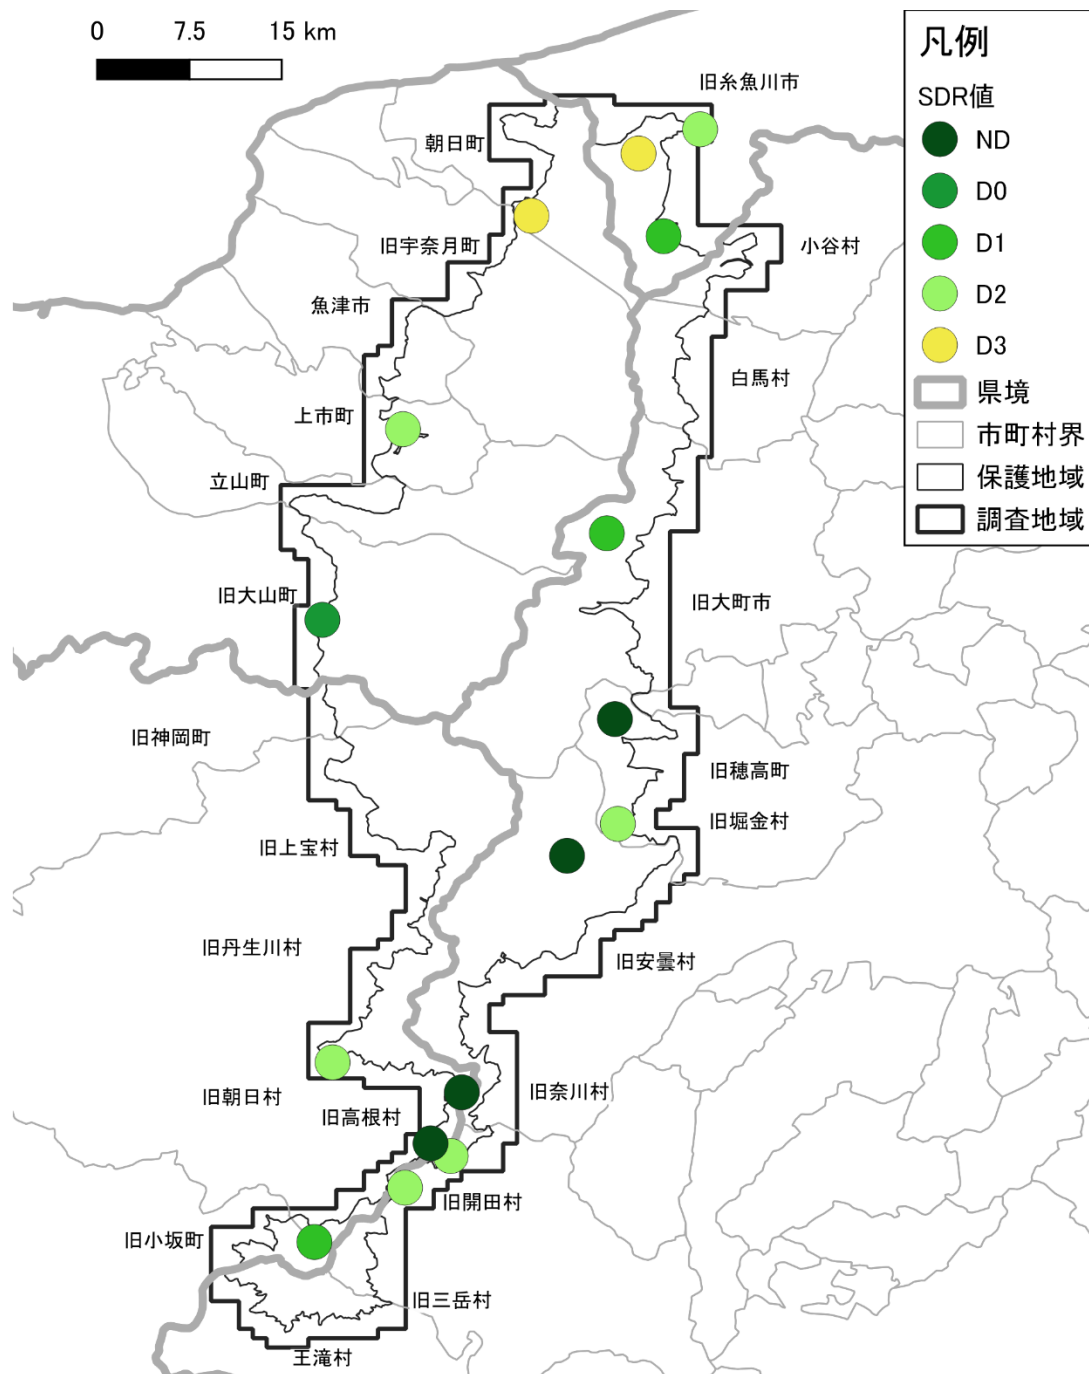 0 7.5 15 km
凡例
SDR値
ND
D0
D1
D2
D3
県境
市町村界
保護地域
調査地域
旧糸魚川市
朝日町
旧宇奈月町
小谷村
魚津市
白馬村
上市町
立山町
旧大山町
旧大町市
旧神岡町
旧穂高町
旧堀金村
旧上宝村
旧丹生川村
旧安曇村
旧朝日村
旧高根村
旧奈川村
旧開田村
旧小坂町
旧三岳村
王滝村